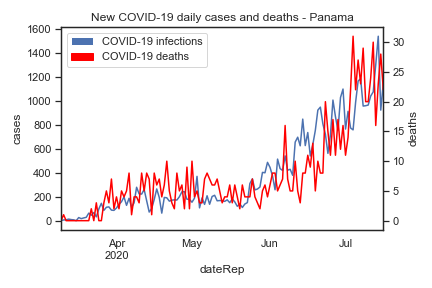 New COVID-19 daily cases and deaths - Panama
COVID-19 infections
COVID-19 deaths
1600
1400
1200
1000
800
600
400
200
0
cases
30
25
20
15
10
5
0
deaths
Apr
2020
May
Jun
Jul
dateRep